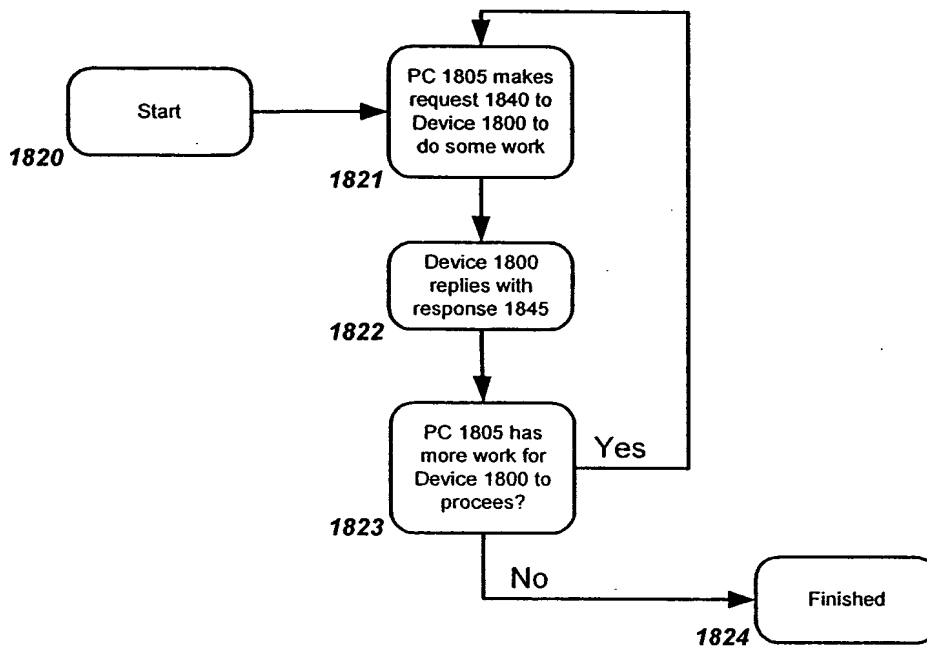 Start
1820
PC 1805 makes
request 1840 to
Device 1800 to
do some work
1821
Device 1800
replies with
response 1845
1822
PC 1805 has
more work for
Device 1800 to
procees?
1823
Yes
No
Finished
1824